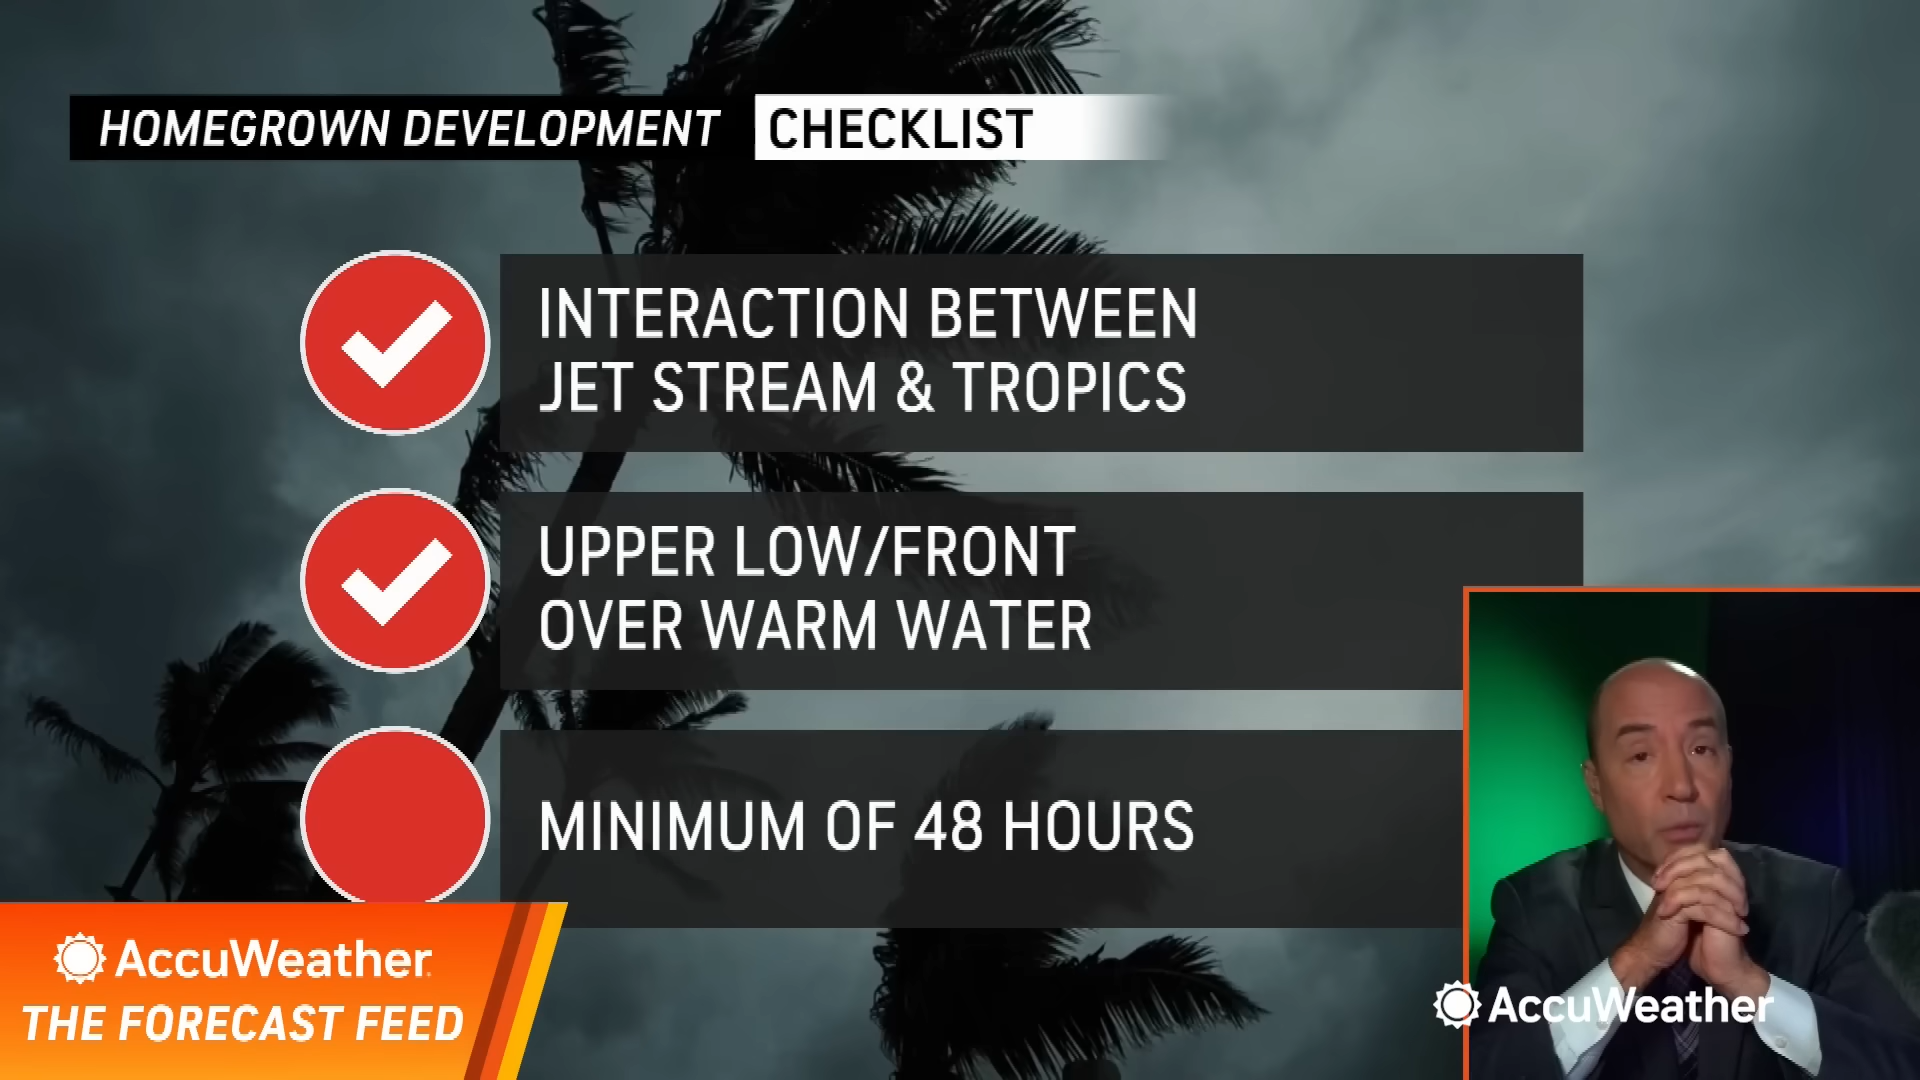 HOMEGROWN DEVELOPMENT CHECKLIST
INTERACTION BETWEEN
JET STREAM & TROPICS
UPPER LOW/FRONT
OVER WARM WATER
MINIMUM OF 48 HOURS
AccuWeather
THE FORECAST FEED
AccuWeather